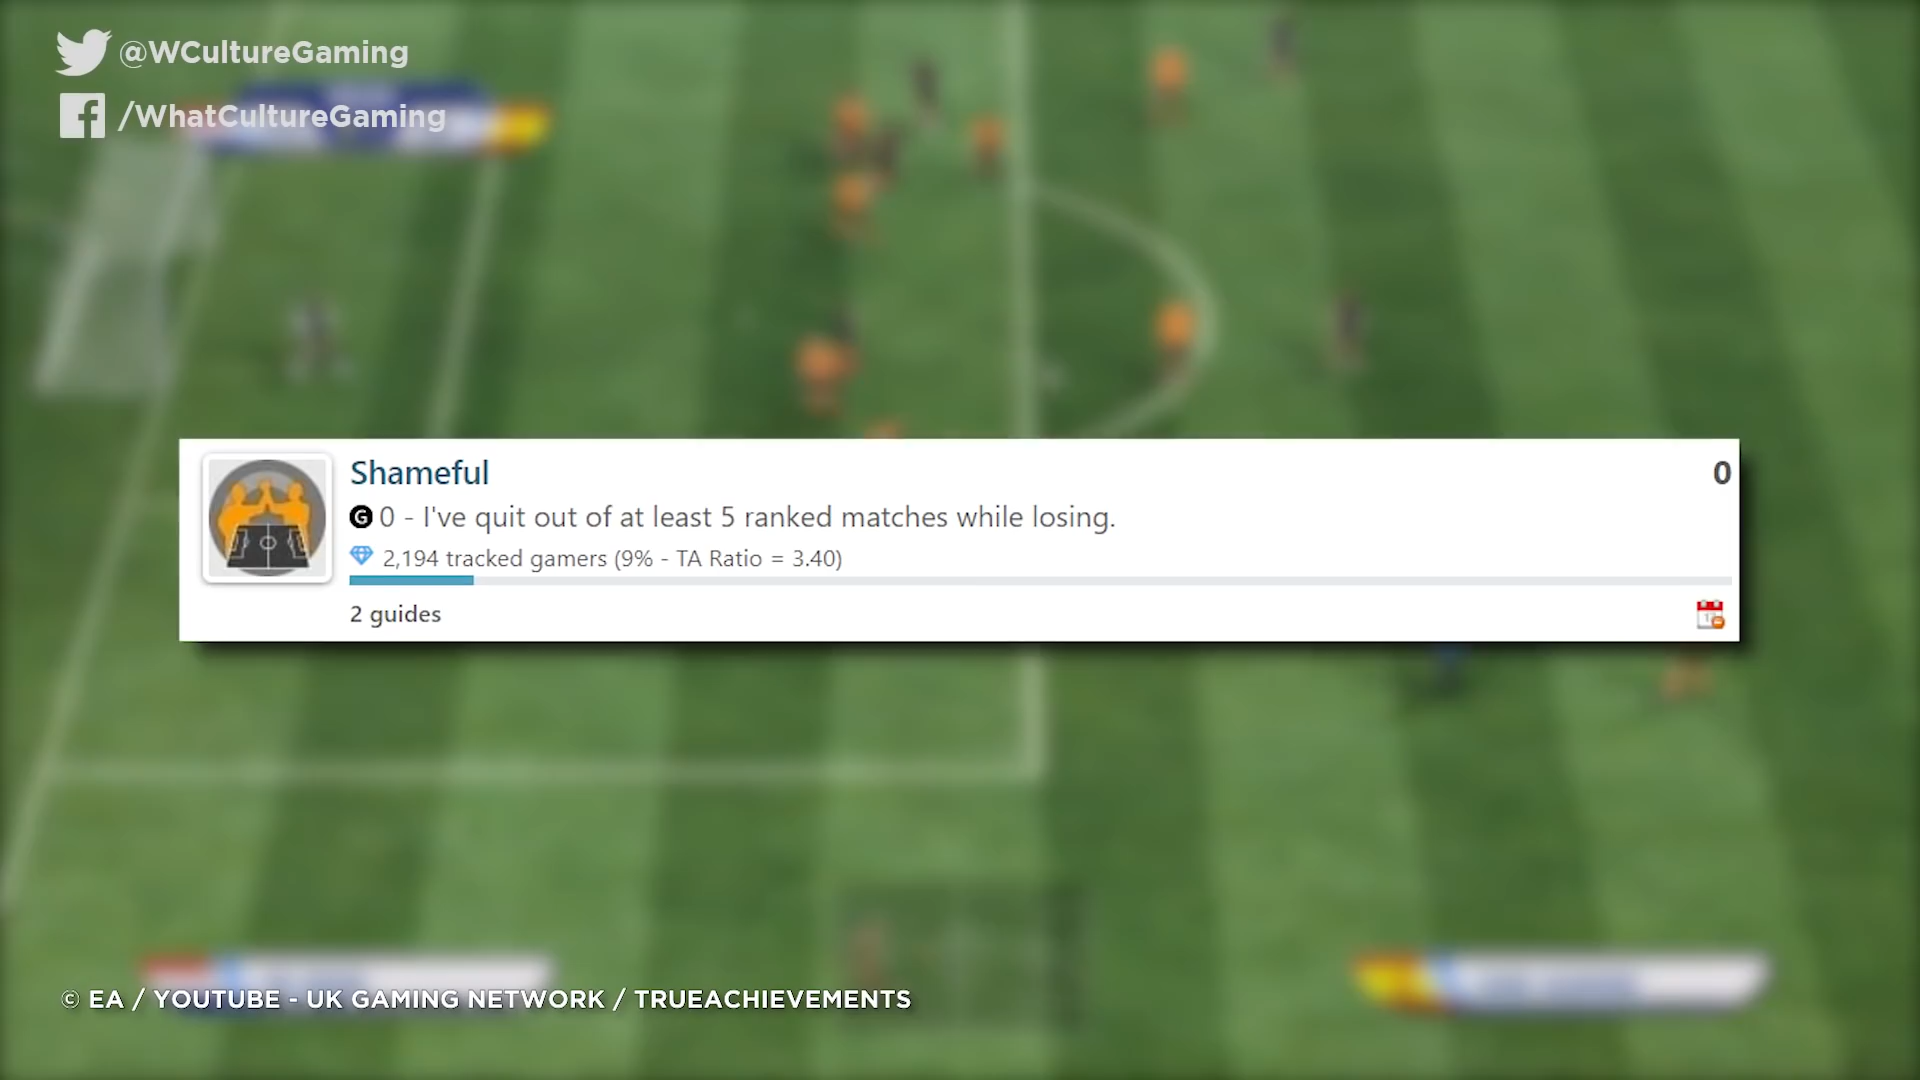 @WCultureGaming
/WhatCultureGaming
Shameful
0
G 0 - I've quit out of at least 5 ranked matches while losing.
2,194 tracked gamers (9% - TA Ratio = 3.40)
2 guides
© EA / YOUTUBE - UK GAMING NETWORK / TRUEACHIEVEMENTS